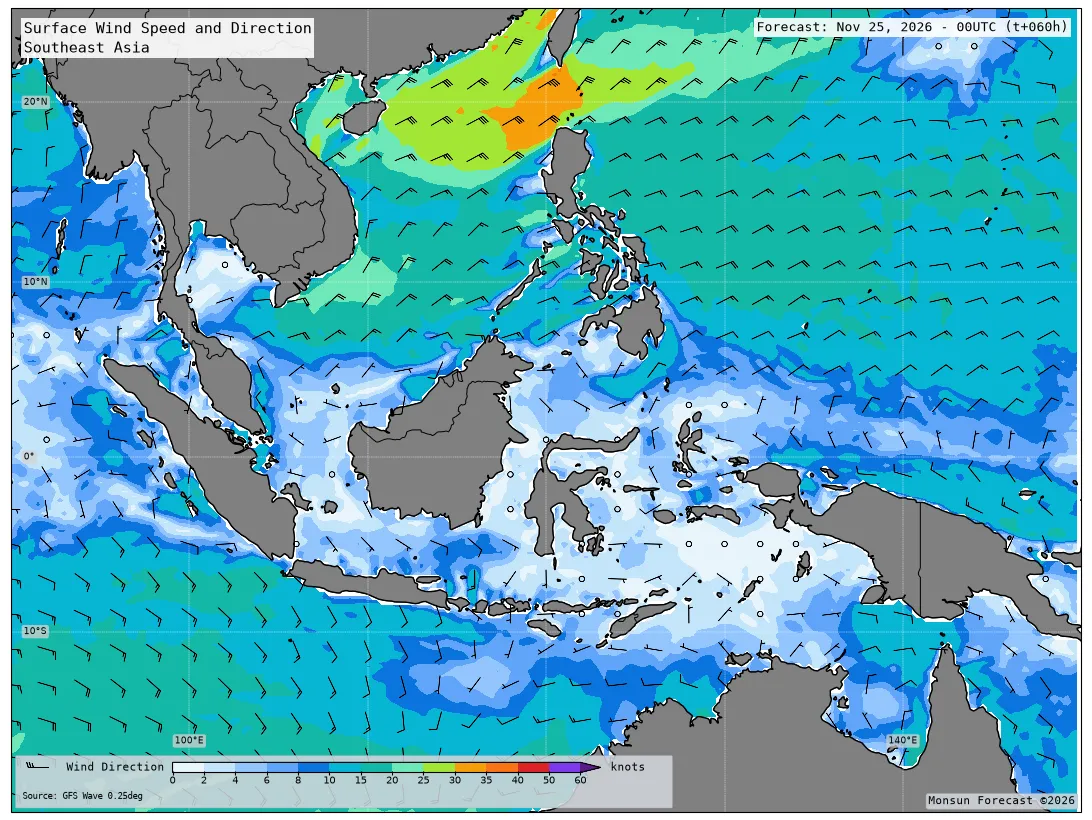 Surface Wind Speed and Direction
Southeast Asia
Forecast: Nov 25, 2026 - 00UTC (t+060h)
20°N
10°N
0°
10°S
100°E
140°E
Wind Direction
0 2 4 6 8 10 15 20 25 30 35 40 50 60
knots
Source: GFS Wave 0.25deg
Monsun Forecast ©2026